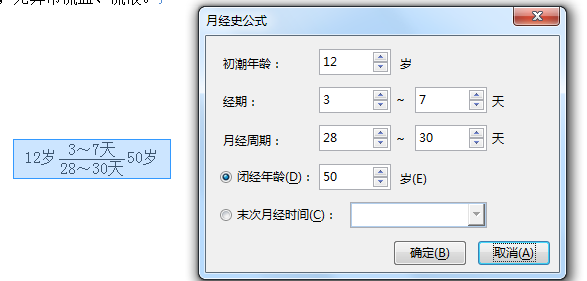 月经史公式
初潮年龄： 12 岁
经期： 3 ~ 7 天
月经周期： 28 ~ 30 天
闭经年龄(D)： 50 岁(E)
末次月经时间(C)：
确定(B) 取消(A)
12岁 3～7天 50岁
28～30天